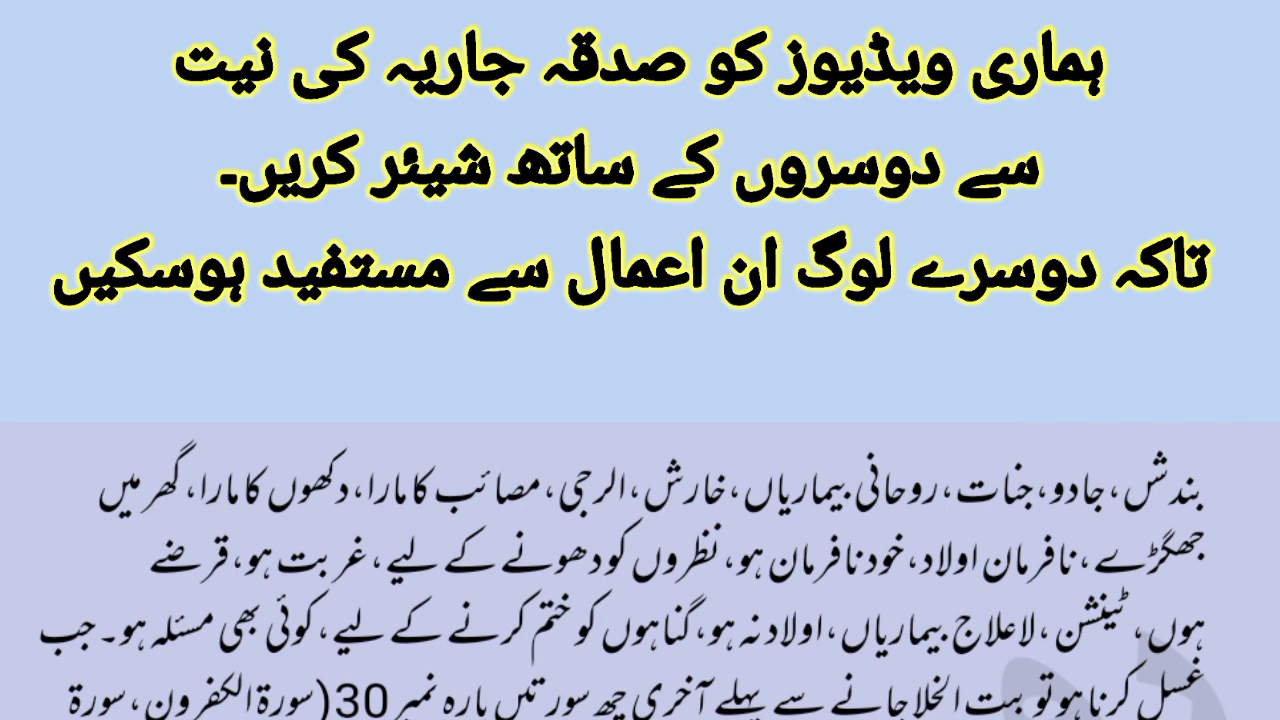 ہماری ویڈیوز کو صدقہ جاریہ کی نیت
سے دوسروں کے ساتھ شیئر کریں۔
تاکہ دوسرے لوگ ان اعمال سے مستفید ہوسکیں
بندش، جادو، جنات، روحانی بیماریاں، خارش، الرجی، مصائب کا مارا، دکھوں کا مارا، گھر میں
جھگڑے، نافرمان اولاد، خود نافرمان ہو، نظروں کو دھونے کے لیے، غربت ہو، قرضے
ہوں، ٹینشن، لاعلاج بیماریاں، اولاد نہ ہو، گناہوں کو ختم کرنے کے لیے، کوئی بھی مسئلہ ہو۔ جب
غسل کرنا ہو تو بیت الخلا جانے سے پہلے آخری چھ سورتیں پارہ نمبر 30 (سورۃ الکفرون، سورۃ